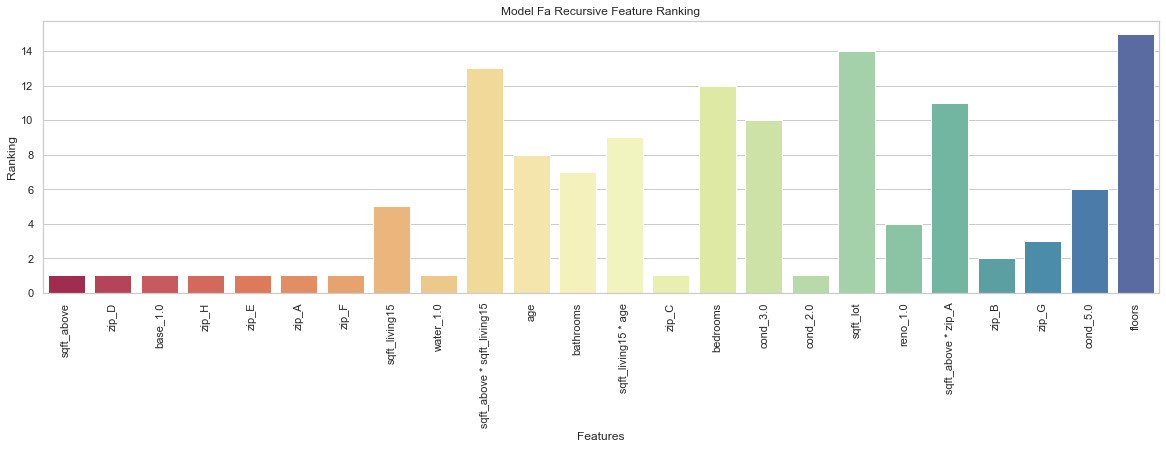 Model Fa Recursive Feature Ranking
Ranking
14
12
10
8
6
4
2
0
sqft_above
zip_D
base_1.0
zip_H
zip_E
zip_A
zip_F
sqft_living15
water_1.0
sqft_above * sqft_living15
age
bathrooms
sqft_living15 * age
zip_C
bedrooms
cond_3.0
cond_2.0
sqft_lot
reno_1.0
sqft_above * zip_A
zip_B
zip_G
cond_5.0
floors
Features